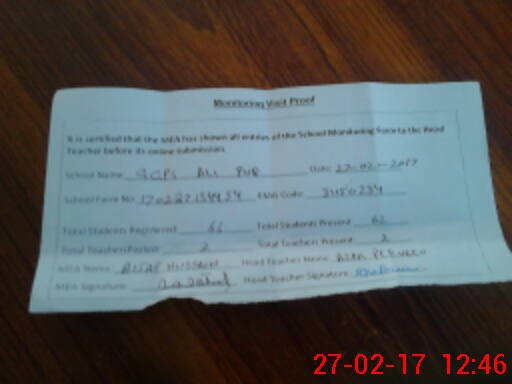 Monitoring Visit Proof
It is certified that the MEA has shown all entries of the School Monitoring Form to the Head
Teacher before its online submission.
School Name: GGPS ALI PUR Date: 27-02-2017
School Form No: EMIS Code:
Total Students Registered: 66 Total Students Present: 62
Total Teachers Posted: 2 Total Teachers Present: 2
MEA Name: ALTAF HUSSAIN Head Teacher Name:
MEA Signature: Head Teacher Signature:
27-02-17 12:46